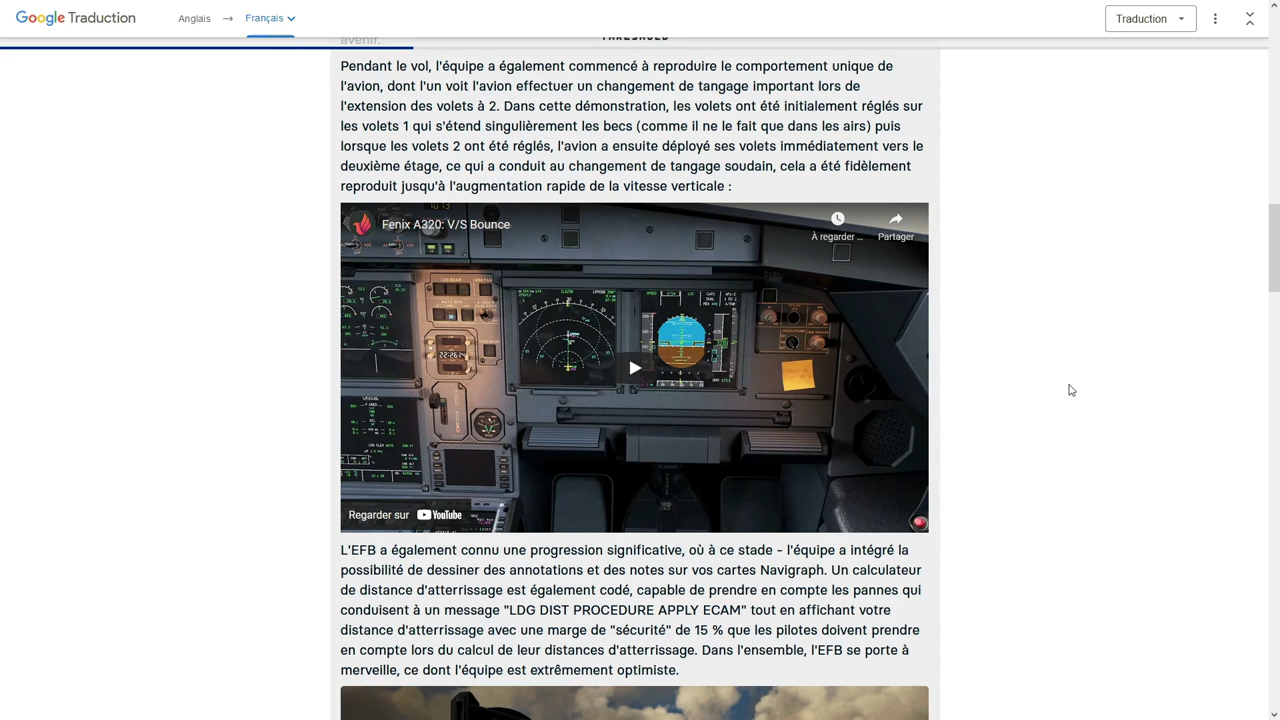 Google Traduction
Anglais → Français
Traduction
avenir.
THRESHOLD
Pendant le vol, l'équipe a également commencé à reproduire le comportement unique de
l'avion, dont l'un voit l'avion effectuer un changement de tangage important lors de
l'extension des volets à 2. Dans cette démonstration, les volets ont été initialement réglés sur
les volets 1 qui s'étend singulièrement les becs (comme il ne le fait que dans les airs) puis
lorsque les volets 2 ont été réglés, l'avion a ensuite déployé ses volets immédiatement vers le
deuxième étage, ce qui a conduit au changement de tangage soudain, cela a été fidèlement
reproduit jusqu'à l'augmentation rapide de la vitesse verticale :
Fenix A320: V/S Bounce
À regarder ...
Partager
Regarder sur YouTube
L'EFB a également connu une progression significative, où à ce stade - l'équipe a intégré la
possibilité de dessiner des annotations et des notes sur vos cartes Navigraph. Un calculateur
de distance d'atterrissage est également codé, capable de prendre en compte les pannes qui
conduisent à un message "LDG DIST PROCEDURE APPLY ECAM" tout en affichant votre
distance d'atterrissage avec une marge de "sécurité" de 15 % que les pilotes doivent prendre
en compte lors du calcul de leur distances d'atterrissage. Dans l'ensemble, l'EFB se porte à
merveille, ce dont l'équipe est extrêmement optimiste.